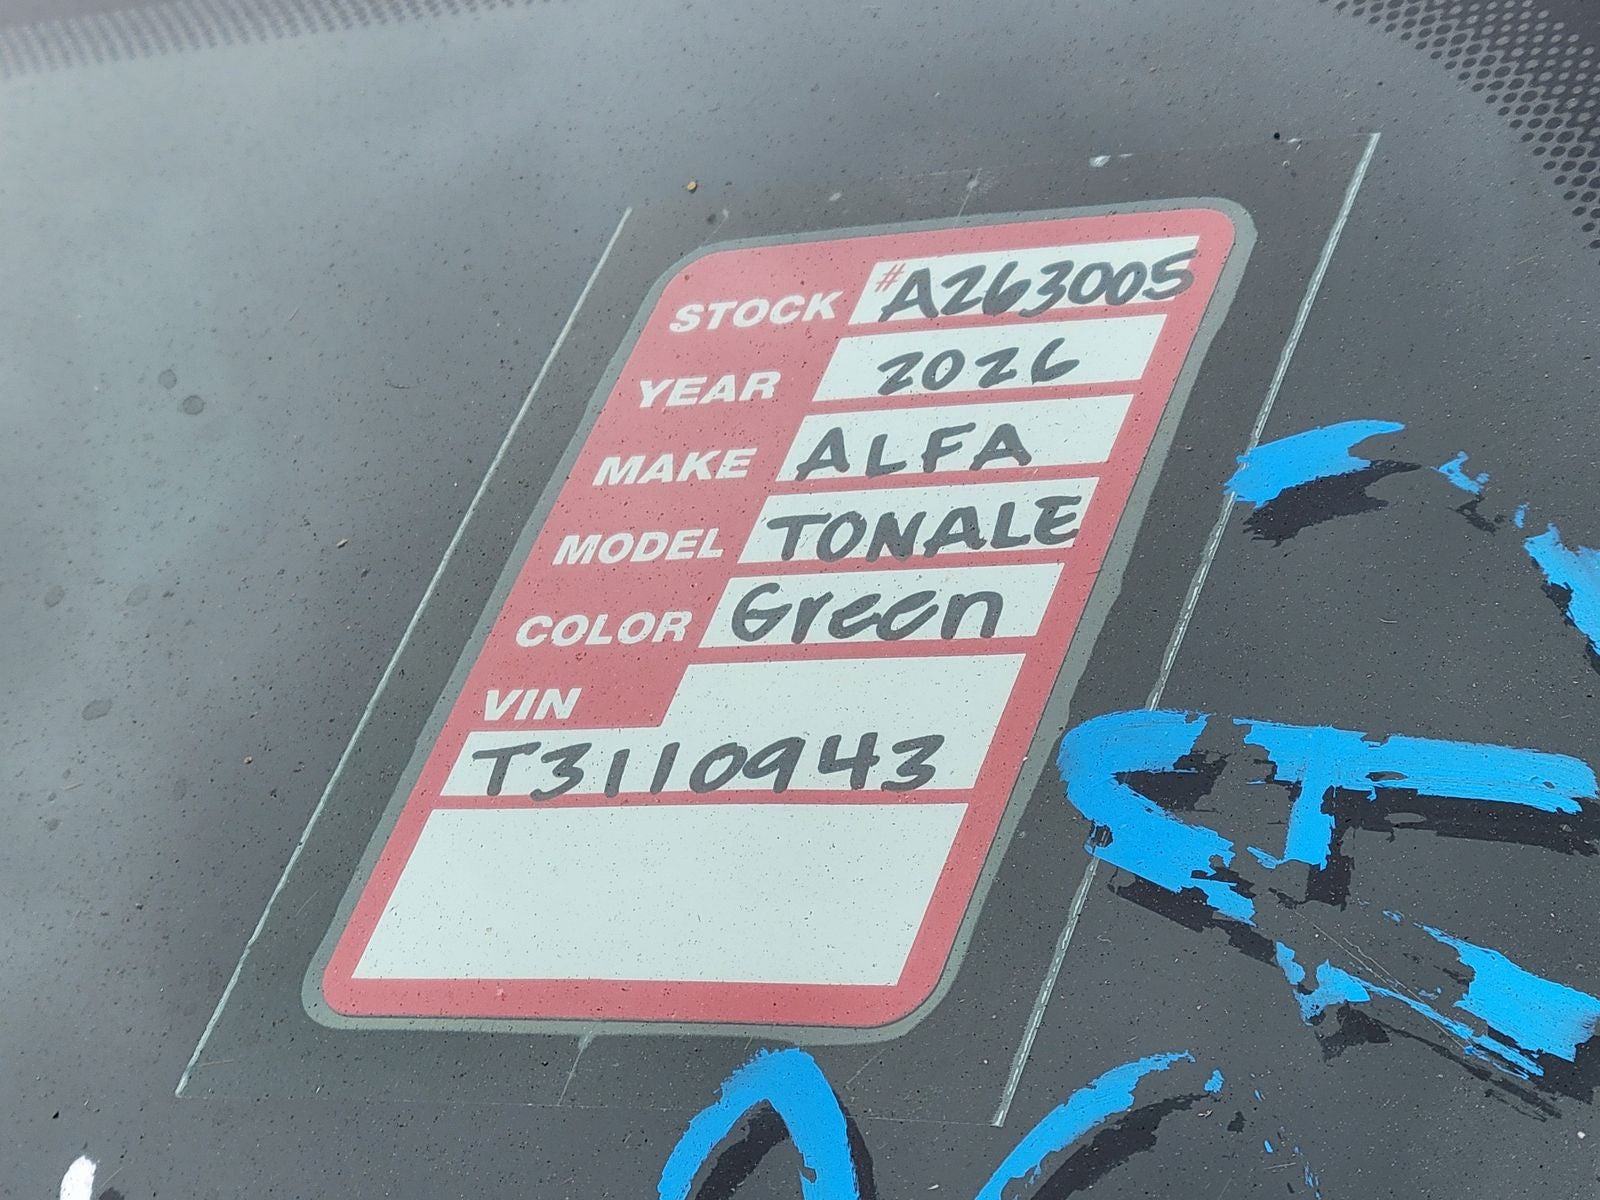 STOCK #A263005
YEAR 2026
MAKE ALFA
MODEL TONALE
COLOR Green
VIN
T3110943